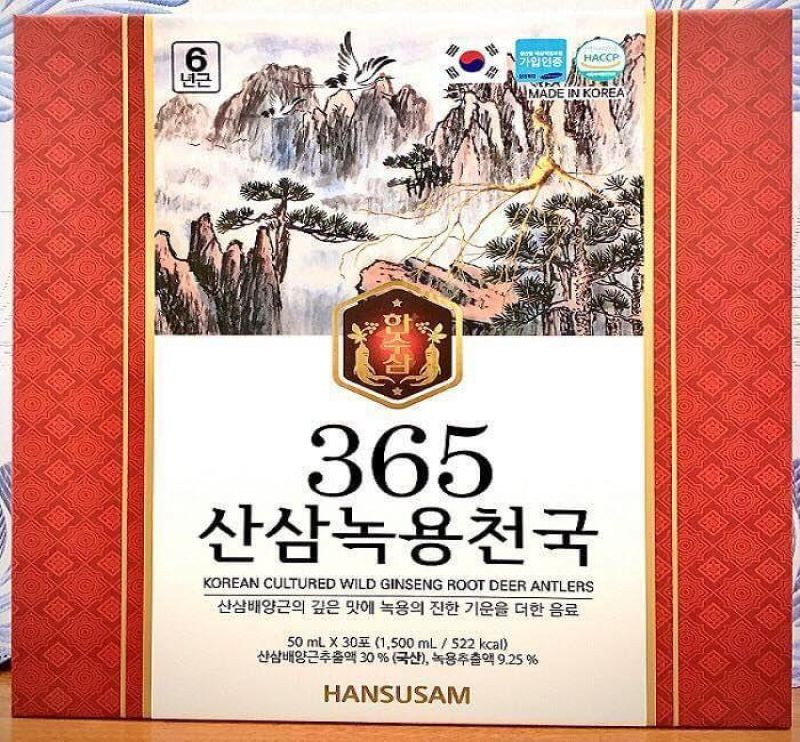 6
년근
가입인증
HACCP
MADE IN KOREA
한수삼
365
산삼녹용천국
KOREAN CULTURED WILD GINSENG ROOT DEER ANTLERS
산삼배양근의 깊은 맛에 녹용의 진한 기운을 더한 음료
50 mL X 30포 (1,500 mL / 522 kcal)
산삼배양근추출액 30 % (국산), 녹용추출액 9.25 %
HANSUSAM